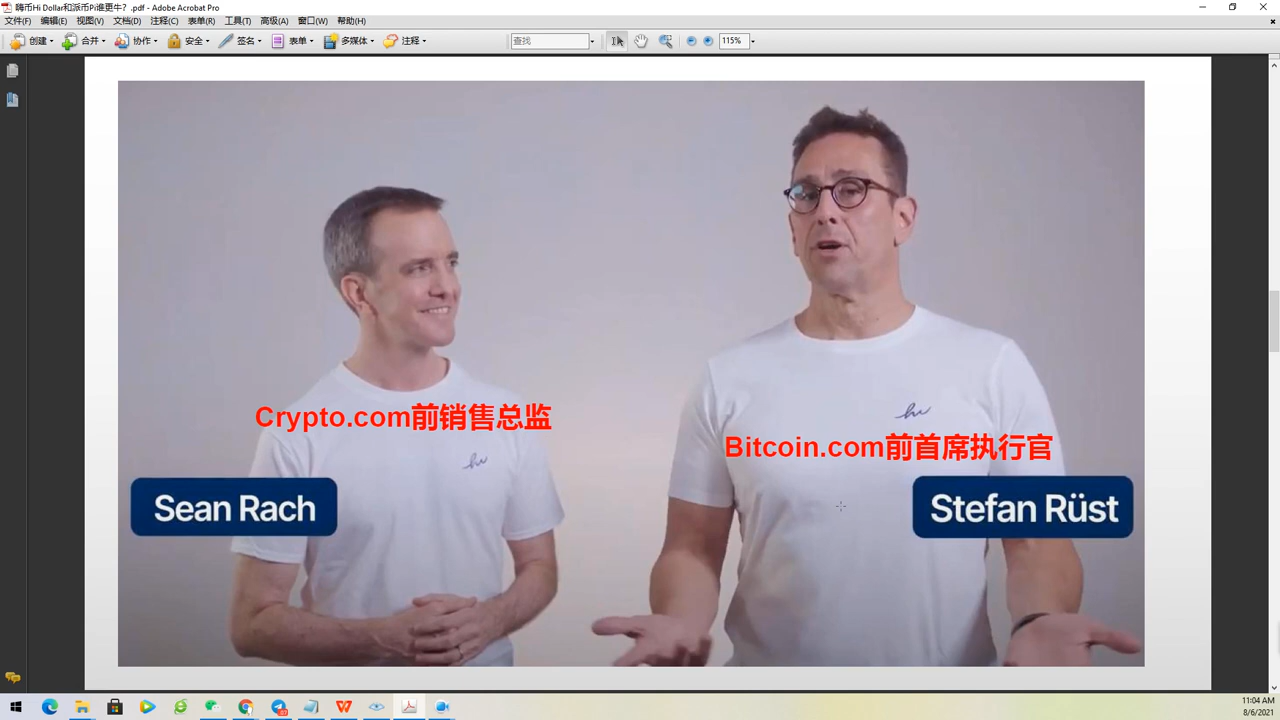 嗨币Hi Dollar和派币Pi谁更牛？.pdf - Adobe Acrobat Pro
文件(F) 编辑(E) 视图(V) 文档(D) 注释(C) 表单(R) 工具(T) 高级(A) 窗口(W) 帮助(H)
创建 合并 协作 安全 签名 表单 多媒体 注释 查找 115%
Crypto.com前销售总监
Bitcoin.com前首席执行官
hi
hi
Sean Rach
Stefan Rüst
11:04 AM
8/6/2021